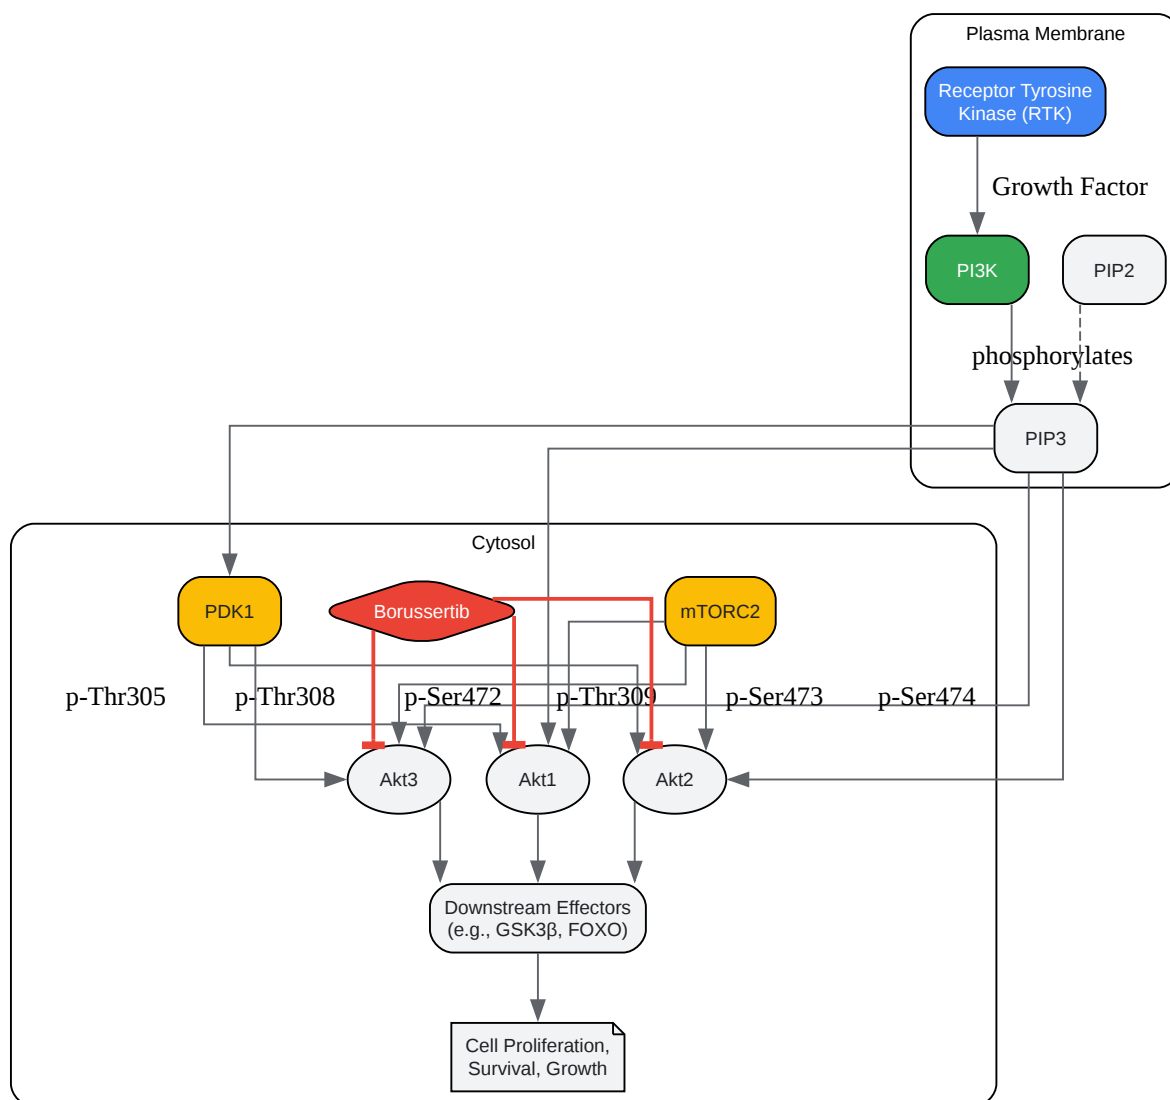 Plasma Membrane
Receptor Tyrosine
Kinase (RTK)
Growth Factor
PI3K
PIP2
phosphorylates
PIP3
Cytosol
PDK1
Borussertib
mTORC2
p-Thr305
p-Thr308
p-Ser472
p-Thr309
p-Ser473
p-Ser474
Akt3
Akt1
Akt2
Downstream Effectors
(e.g., GSK3β, FOXO)
Cell Proliferation,
Survival, Growth